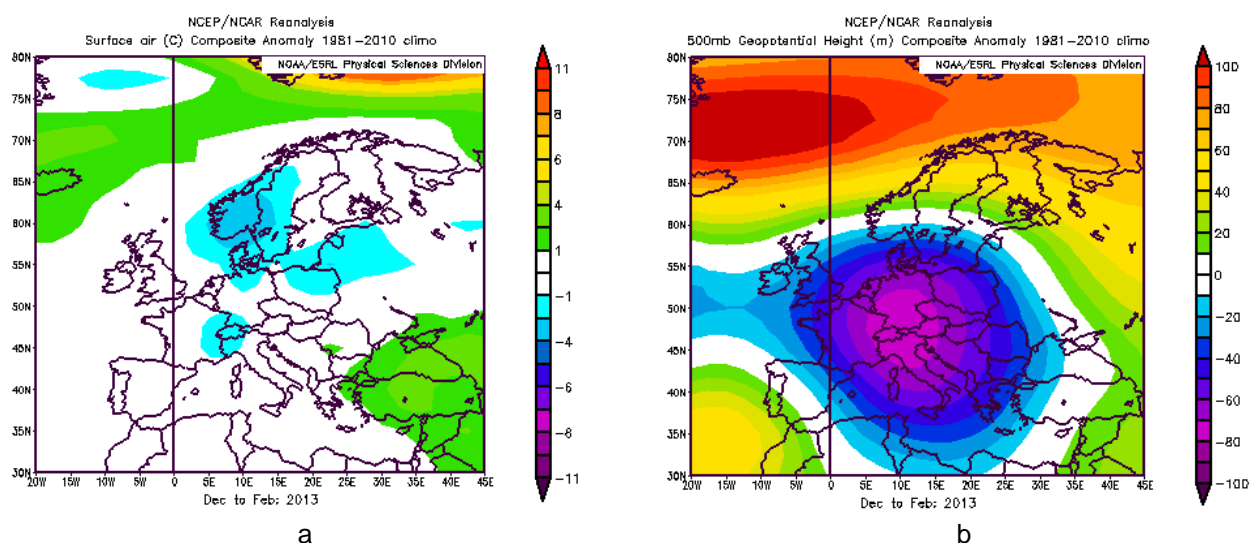 NCEP/NCAR Reanalysis
Surface air (C) Composite Anomaly 1981-2010 climo
NOAA/ESRL Physical Sciences Division
80N
75N
70N
65N
60N
55N
50N
45N
40N
35N
30N
20W 15W 10W 5W 0 5E 10E 15E 20E 25E 30E 35E 40E 45E
Dec to Feb: 2013
11
8
6
4
1
-1
-4
-6
-8
-11
a
NCEP/NCAR Reanalysis
500mb Geopotential Height (m) Composite Anomaly 1981-2010 climo
NOAA/ESRL Physical Sciences Division
80N
75N
70N
65N
60N
55N
50N
45N
40N
35N
30N
20W 15W 10W 5W 0 5E 10E 15E 20E 25E 30E 35E 40E 45E
Dec to Feb: 2013
100
80
60
40
20
0
-20
-40
-60
-80
-100
b